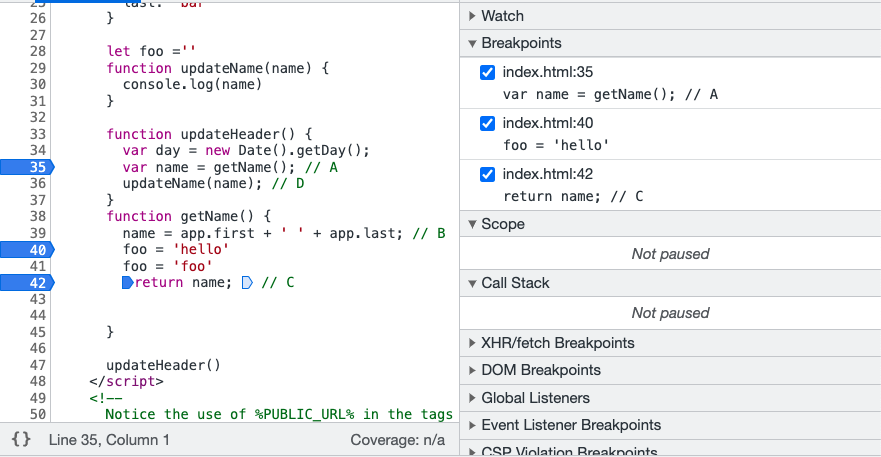 25 last: 'bar'
26 }
27
28 let foo =''
29 function updateName(name) {
30 console.log(name)
31 }
32
33 function updateHeader() {
34 var day = new Date().getDay();
35 var name = getName(); // A
36 updateName(name); // D
37 }
38 function getName() {
39 name = app.first + ' ' + app.last; // B
40 foo = 'hello'
41 foo = 'foo'
42 return name; // C
43
44
45 }
46
47 updateHeader()
48 </script>
49 <!--
50 Notice the use of %PUBLIC_URL% in the tags
{} Line 35, Column 1 Coverage: n/a
Watch
Breakpoints
index.html:35
var name = getName(); // A
index.html:40
foo = 'hello'
index.html:42
return name; // C
Scope
Not paused
Call Stack
Not paused
XHR/fetch Breakpoints
DOM Breakpoints
Global Listeners
Event Listener Breakpoints
CSP Violation Breakpoints